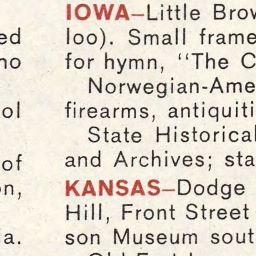 ed
no
ol
of
on,
a.
IOWA—Little Brow
loo). Small frame
for hymn, "The C
Norwegian-Ame
firearms, antiquiti
State Historical
and Archives; sta
KANSAS—Dodge
Hill, Front Street
son Museum sout